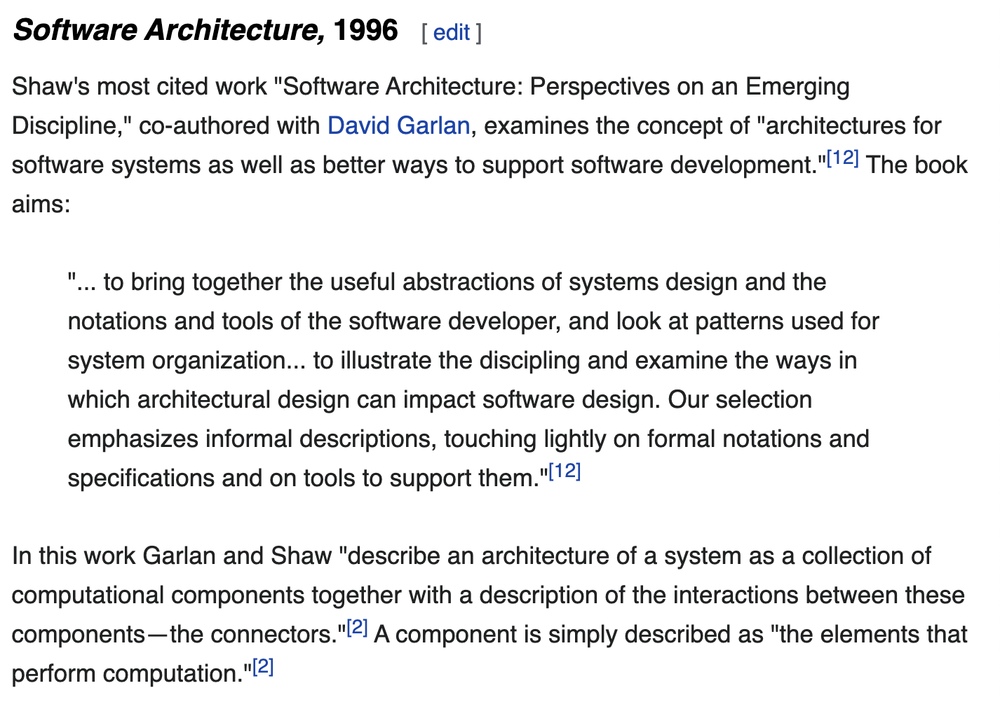 Software Architecture, 1996 [ edit ]
Shaw's most cited work "Software Architecture: Perspectives on an Emerging
Discipline," co-authored with David Garlan, examines the concept of "architectures for
software systems as well as better ways to support software development."[12] The book
aims:
"... to bring together the useful abstractions of systems design and the
notations and tools of the software developer, and look at patterns used for
system organization... to illustrate the discipling and examine the ways in
which architectural design can impact software design. Our selection
emphasizes informal descriptions, touching lightly on formal notations and
specifications and on tools to support them."[12]
In this work Garlan and Shaw "describe an architecture of a system as a collection of
computational components together with a description of the interactions between these
components—the connectors."[2] A component is simply described as "the elements that
perform computation."[2]